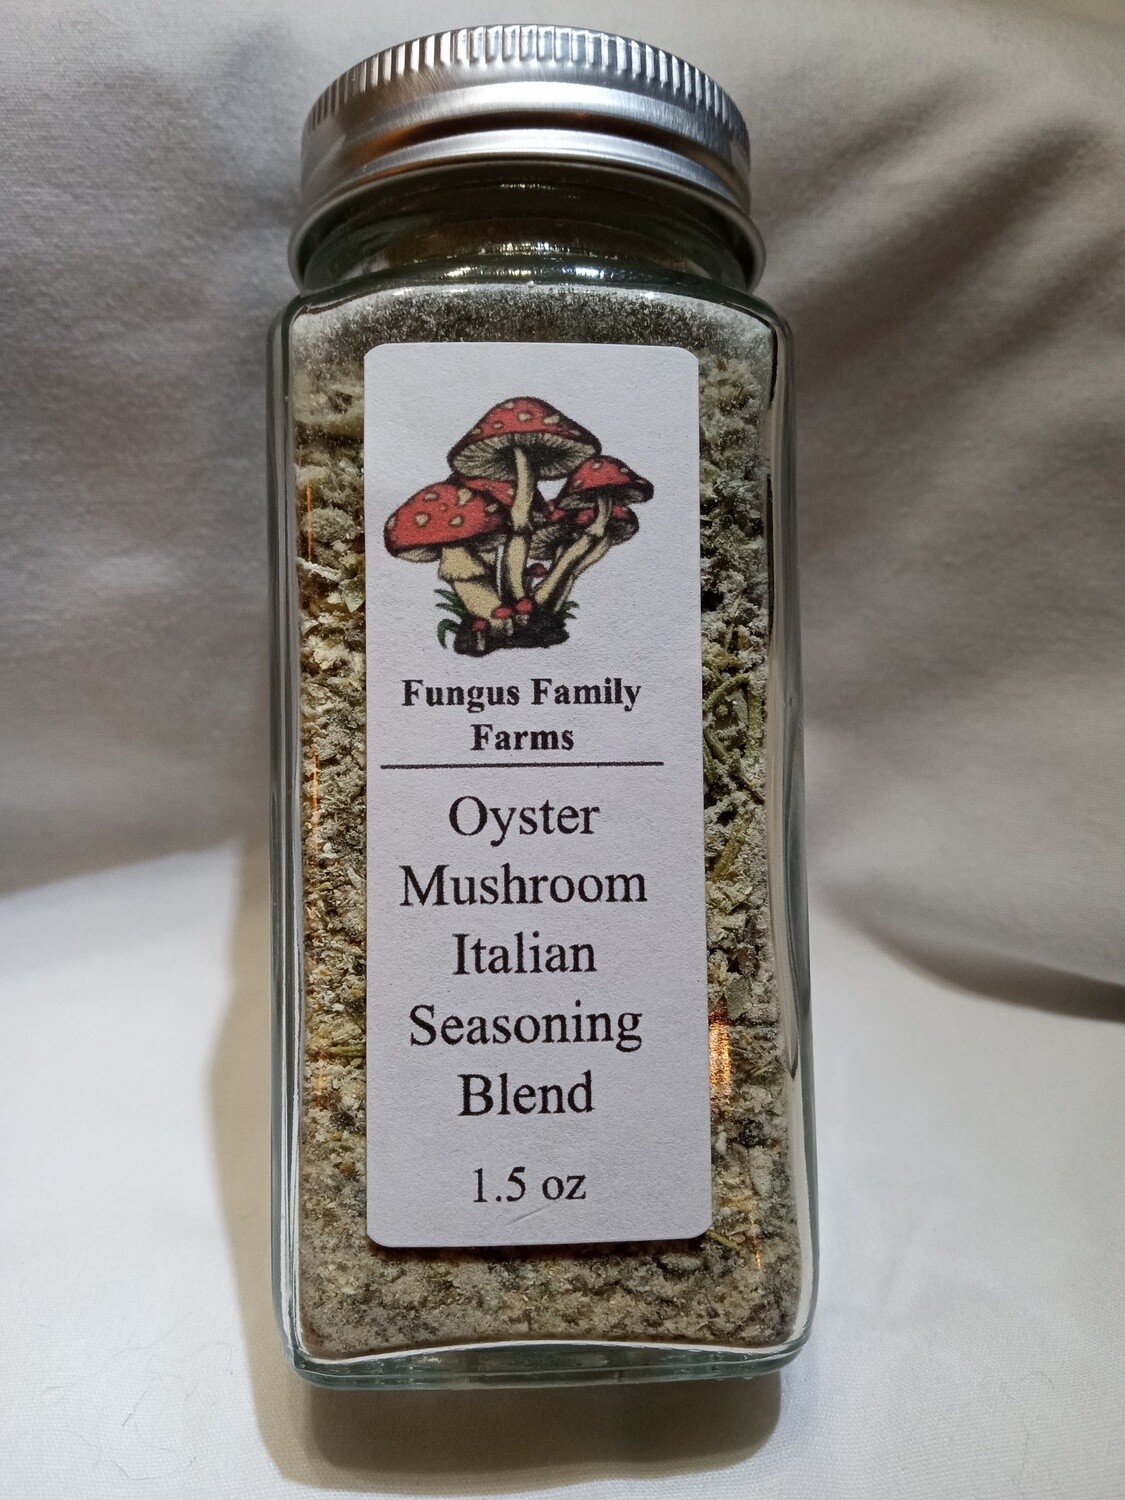 Fungus Family
Farms
Oyster
Mushroom
Italian
Seasoning
Blend
1.5 oz